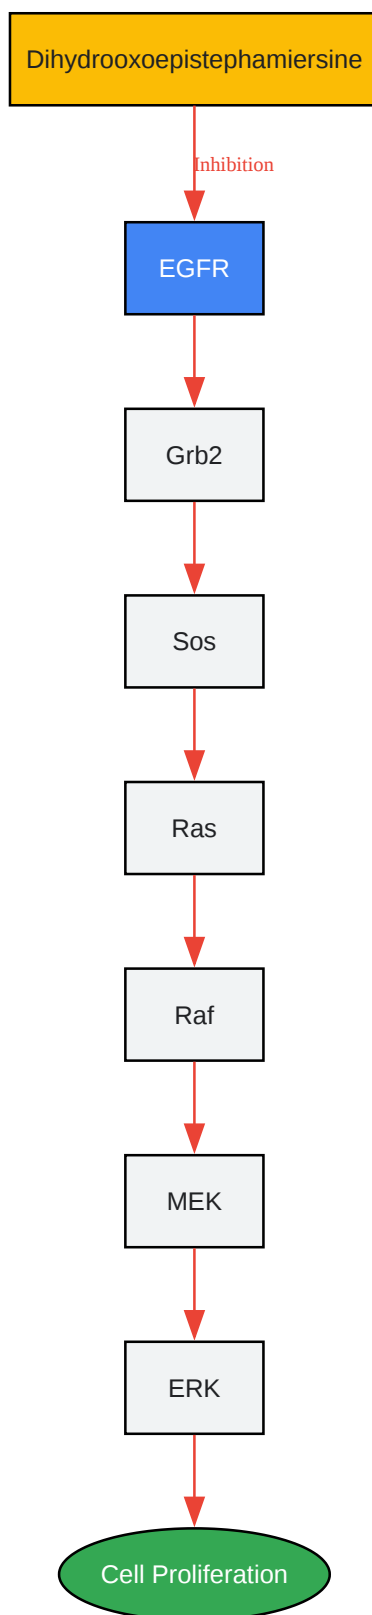 Dihydrooxoepistephamiersine
Inhibition
EGFR
Grb2
Sos
Ras
Raf
MEK
ERK
Cell Proliferation